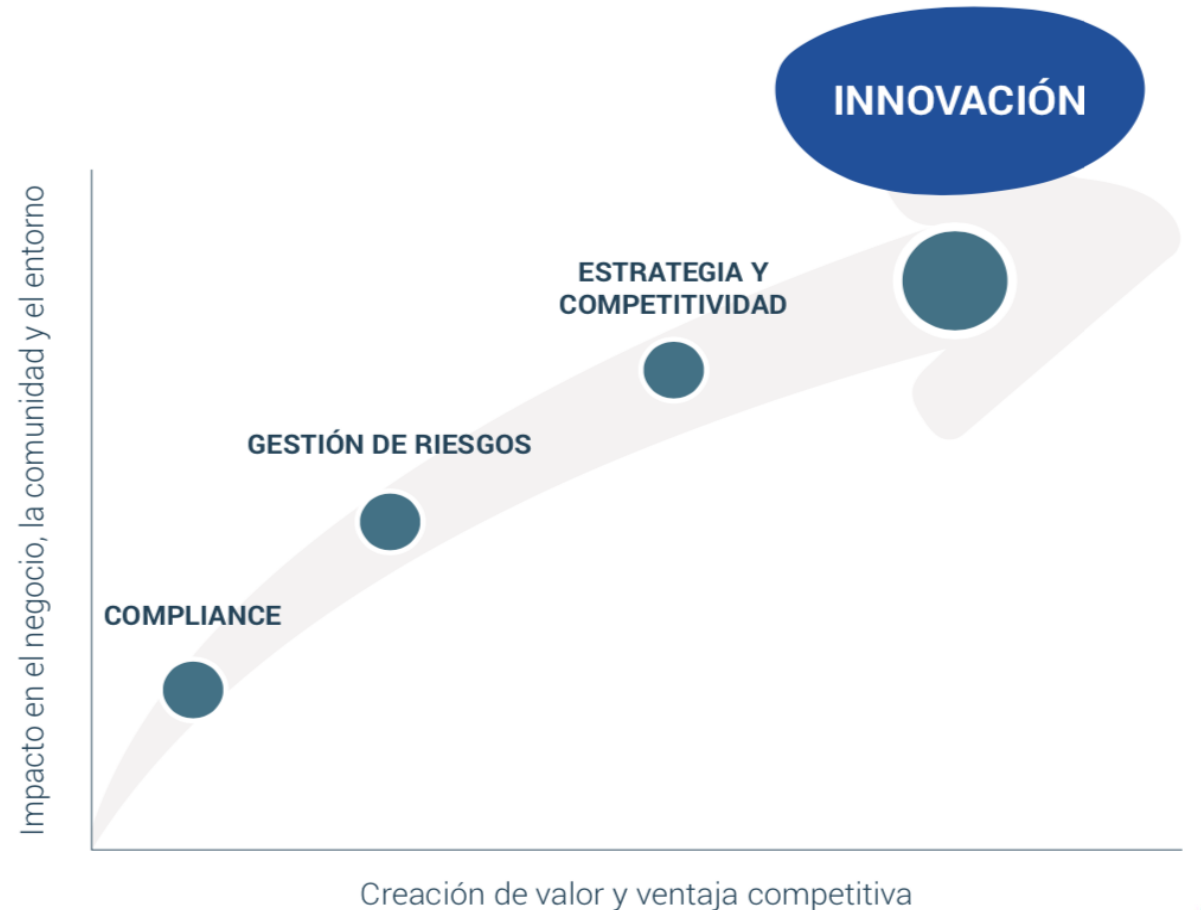 INNOVACIÓN
ESTRATEGIA Y
COMPETITIVIDAD
GESTIÓN DE RIESGOS
COMPLIANCE
Impacto en el negocio, la comunidad y el entorno
Creación de valor y ventaja competitiva